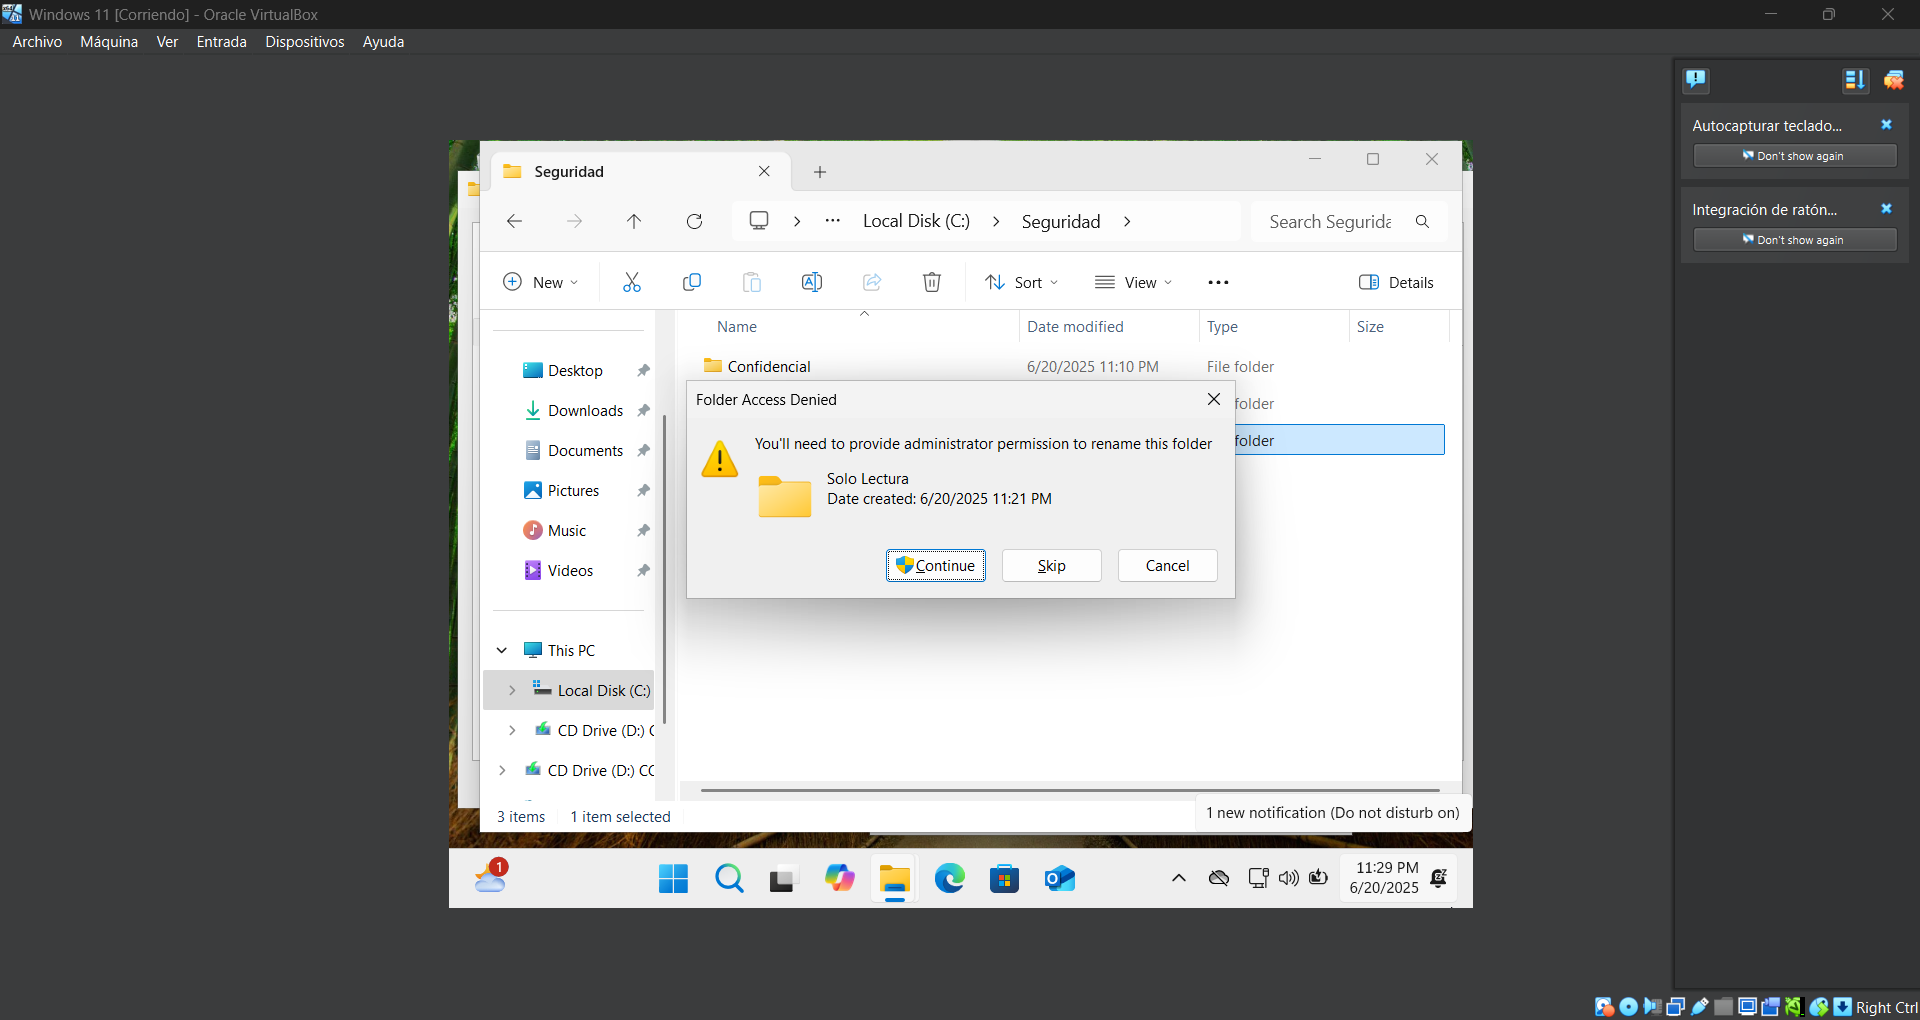 Windows 11 [Corriendo] - Oracle VirtualBox
Archivo Máquina Ver Entrada Dispositivos Ayuda
Autocapturar teclado...
Don't show again
Integración de ratón...
Don't show again
Seguridad
Local Disk (C:) Seguridad
Search Segurida
New Sort View Details
Name Date modified Type Size
Confidencial 6/20/2025 11:10 PM File folder
folder
folder
Folder Access Denied
You'll need to provide administrator permission to rename this folder
Solo Lectura
Date created: 6/20/2025 11:21 PM
Continue Skip Cancel
Desktop
Downloads
Documents
Pictures
Music
Videos
This PC
Local Disk (C:)
CD Drive (D:) C
CD Drive (D:) CC
3 items 1 item selected
1 new notification (Do not disturb on)
1
11:29 PM
6/20/2025
Right Ctrl